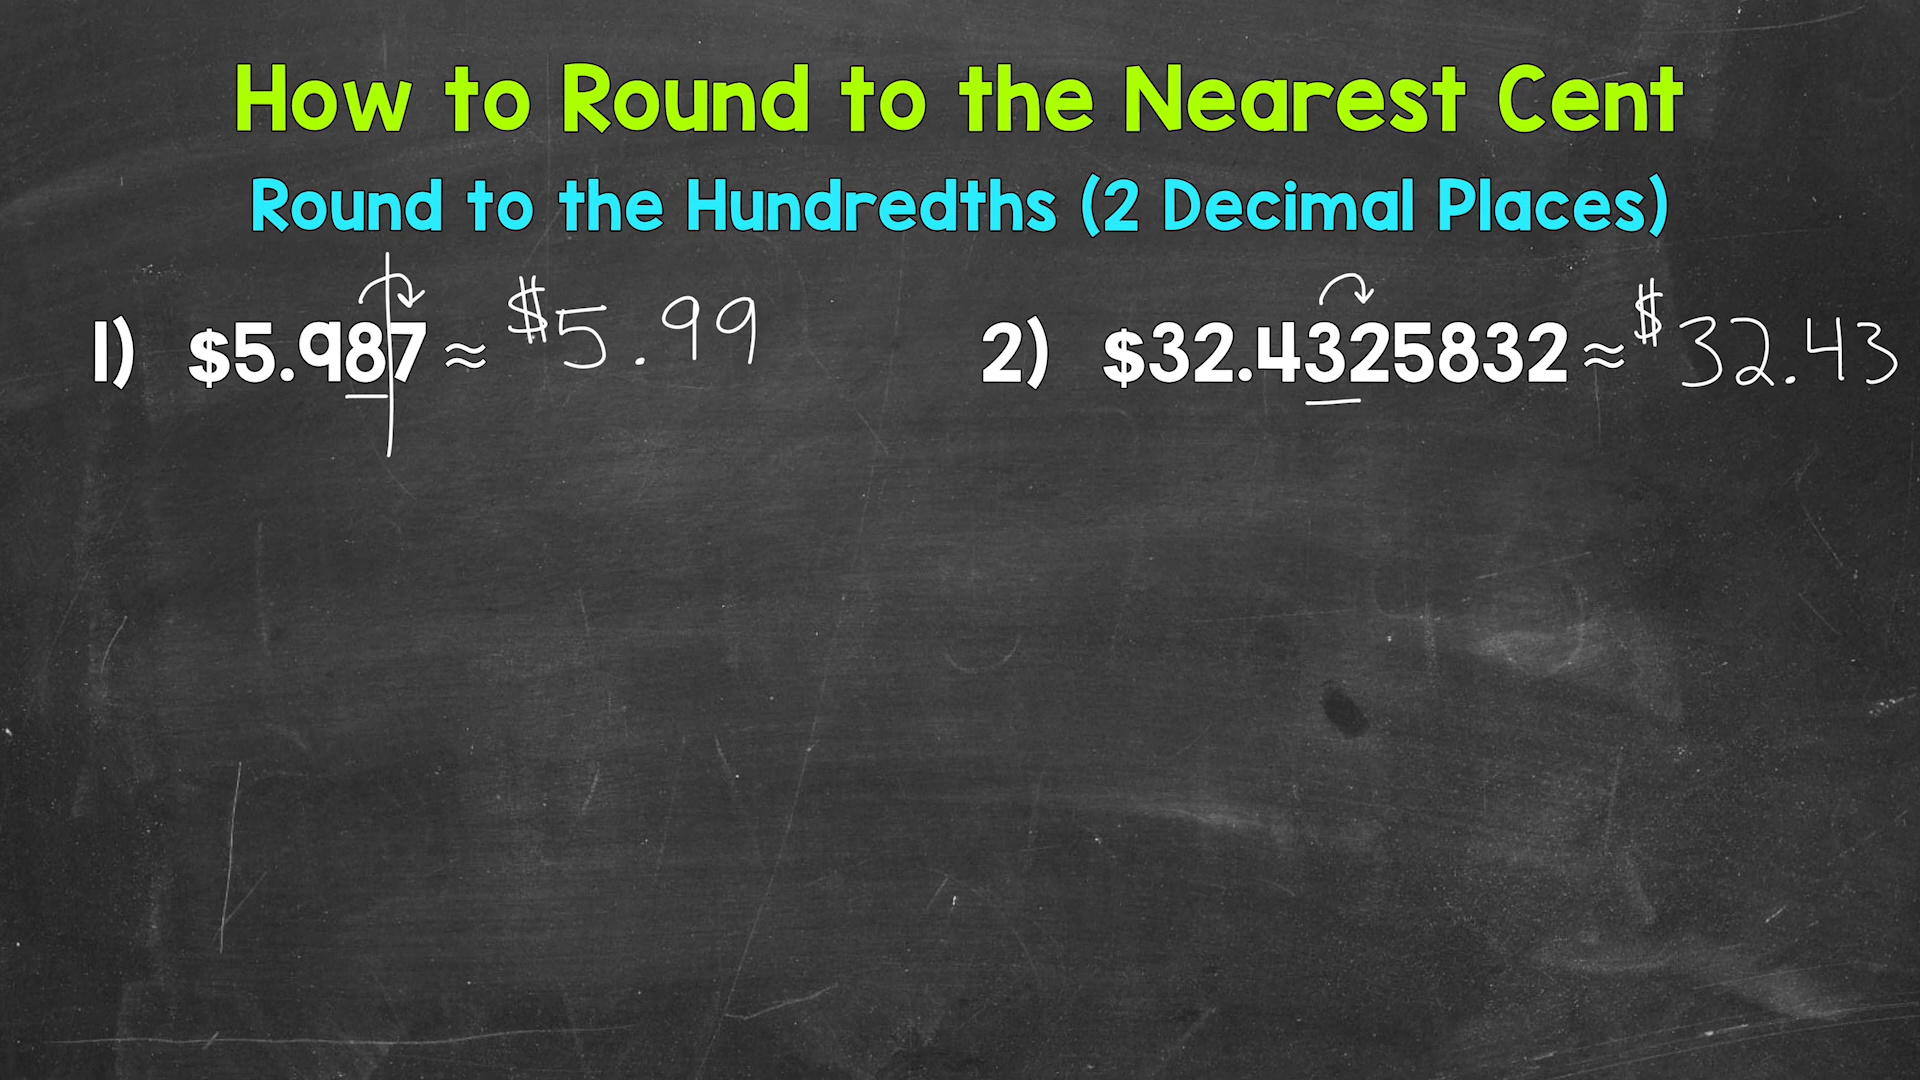 How to Round to the Nearest Cent
Round to the Hundredths (2 Decimal Places)
1) $5.987 ≈ $5.99
2) $32.4325832 ≈ $32.43